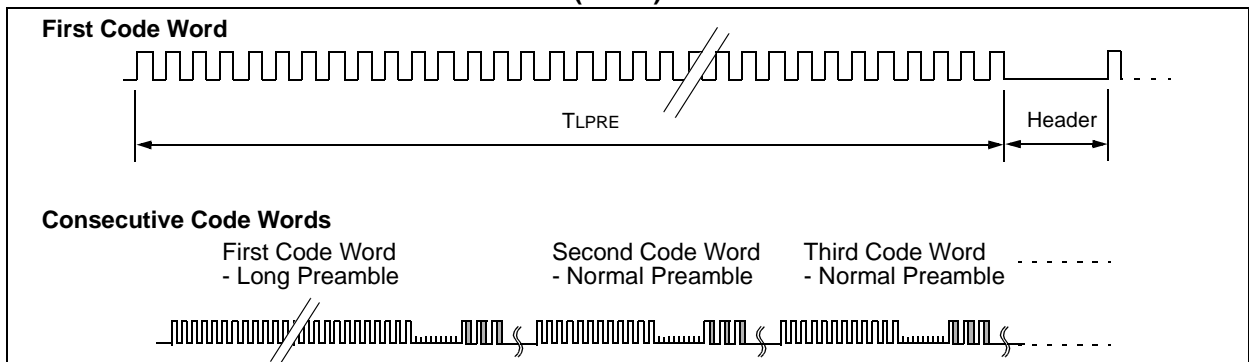 First Code Word
TLPRE
Header
Consecutive Code Words
First Code Word
- Long Preamble
Second Code Word
- Normal Preamble
Third Code Word
- Normal Preamble